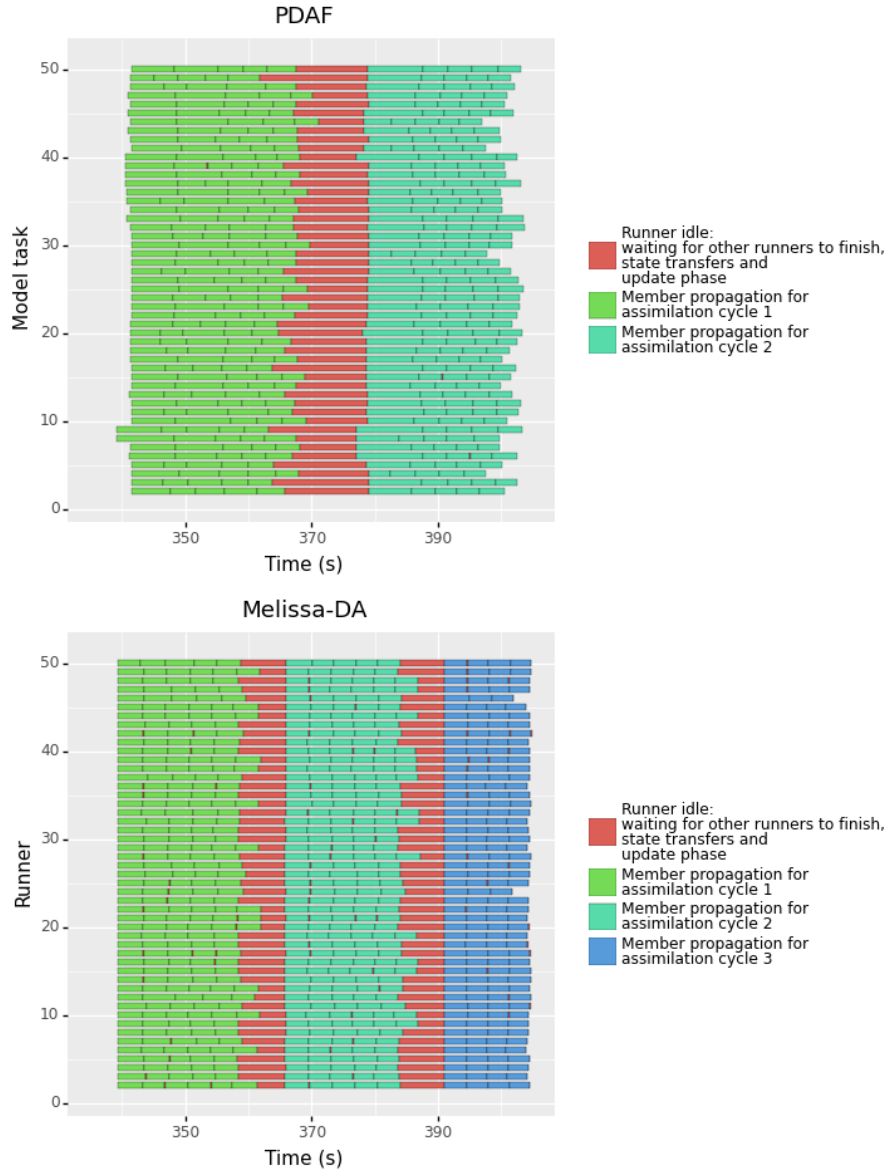 PDAF
50
40
30
20
10
0
Model task
350
370
390
Time (s)
Runner idle:
waiting for other runners to finish,
state transfers and
update phase
Member propagation for
assimilation cycle 1
Member propagation for
assimilation cycle 2
Melissa-DA
50
40
30
20
10
0
Runner
350
370
390
Time (s)
Runner idle:
waiting for other runners to finish,
state transfers and
update phase
Member propagation for
assimilation cycle 1
Member propagation for
assimilation cycle 2
Member propagation for
assimilation cycle 3